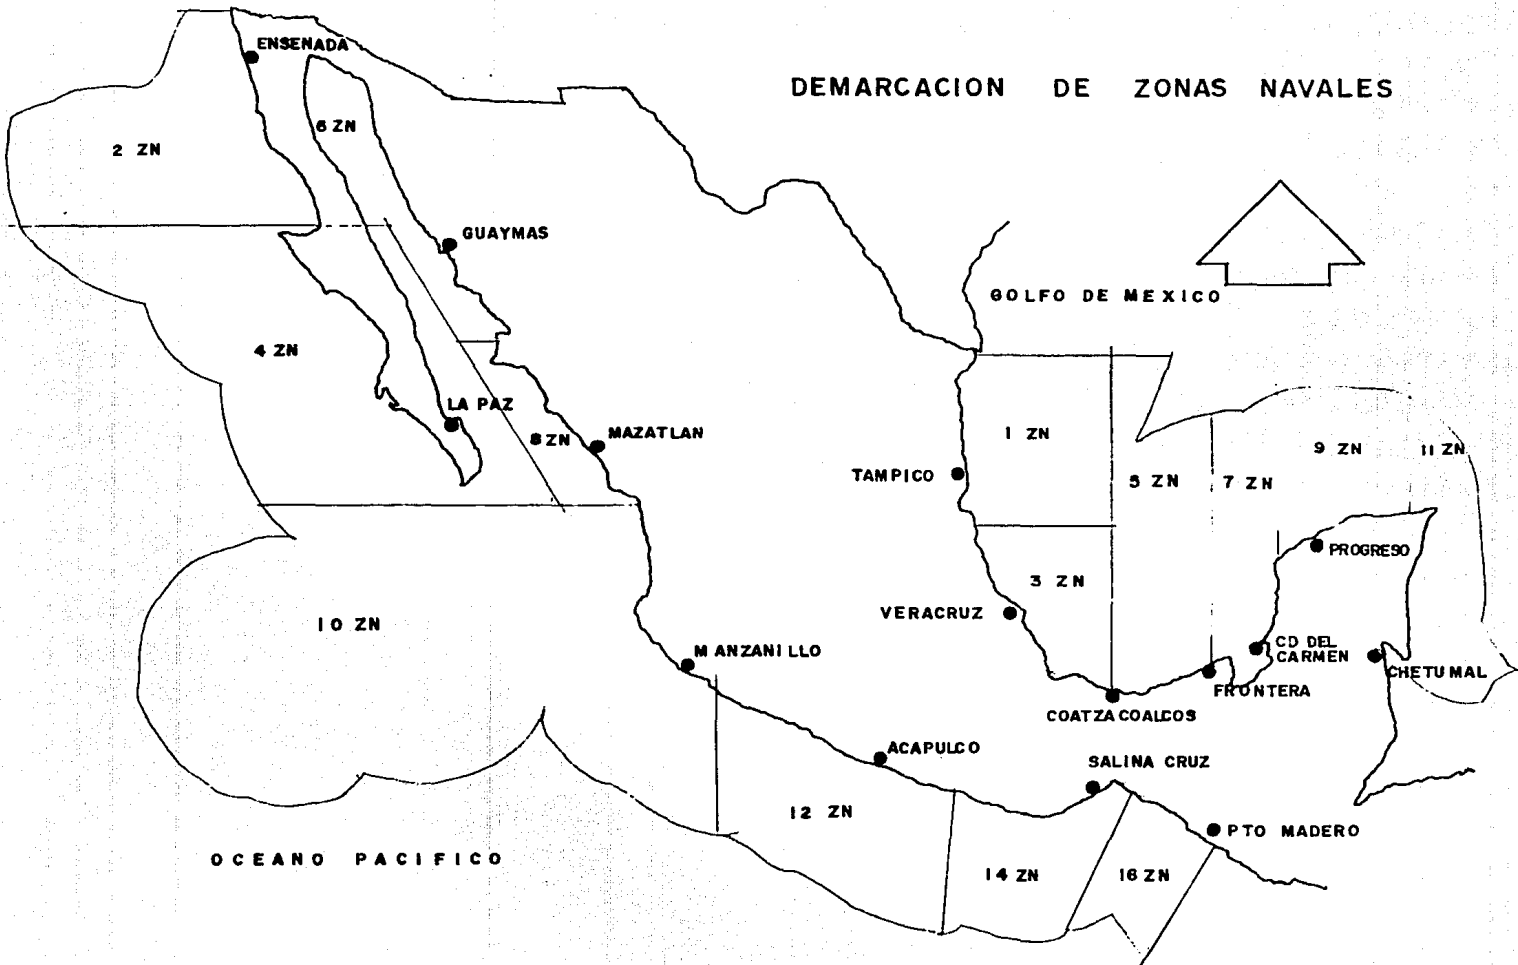 ENSENADA
DEMARCACION DE ZONAS NAVALES
6 ZN
2 ZN
GUAYMAS
GOLFO DE MEXICO
4 ZN
LA PAZ
8 ZN
MAZATLAN
1 ZN
9 ZN
11 ZN
TAMPICO
5 ZN
7 ZN
PROGRESO
3 ZN
VERACRUZ
10 ZN
MANZANILLO
CD DEL
CARMEN
CHETUMAL
FRONTERA
COATZACOALCOS
ACAPULCO
SALINA CRUZ
12 ZN
PTO MADERO
OCEANO PACIFICO
14 ZN
16 ZN